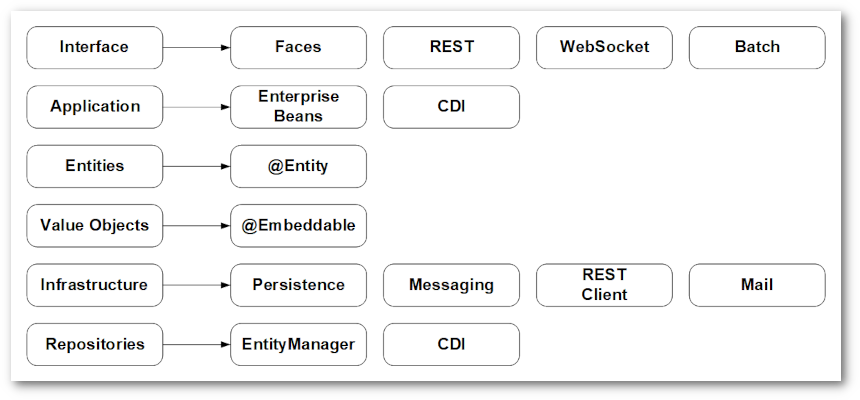 Interface
Faces
REST
WebSocket
Batch
Application
Enterprise
Beans
CDI
Entities
@Entity
Value Objects
@Embeddable
Infrastructure
Persistence
Messaging
REST
Client
Mail
Repositories
EntityManager
CDI